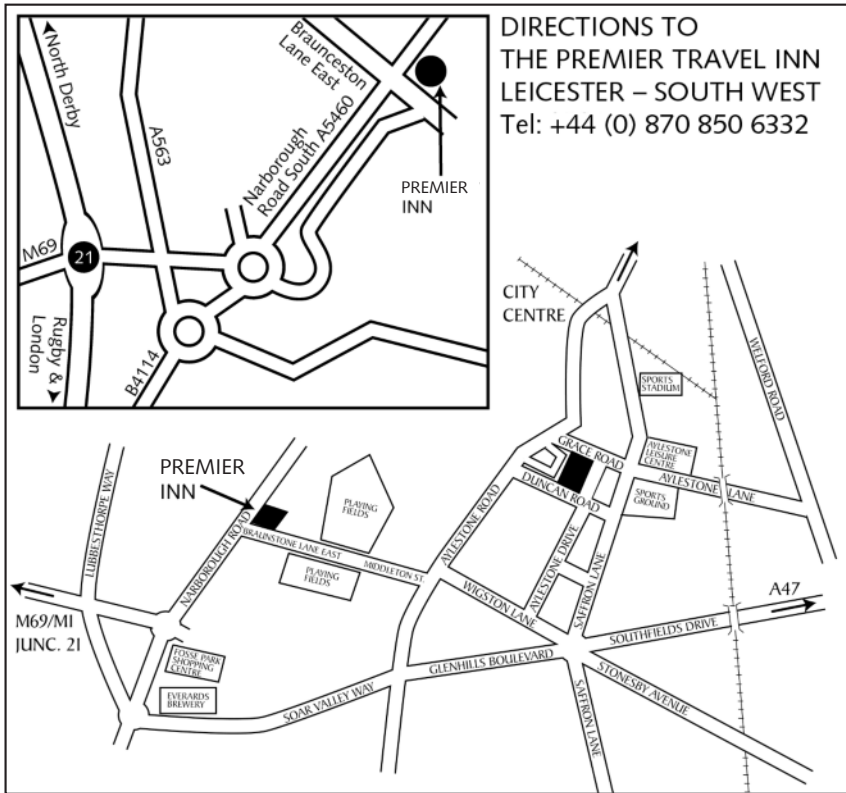 DIRECTIONS TO
THE PREMIER TRAVEL INN
LEICESTER – SOUTH WEST
Tel: +44 (0) 870 850 6332
North Derby
A563
Braunceston
Lane East
Narborough
Road South A5460
PREMIER
INN
M69
21
Rugby &
London
B4114
CITY
CENTRE
WELFORD ROAD
SPORTS
STADIUM
GRACE ROAD
AYLESTONE
LEISURE
CENTRE
AYLESTONE LANE
DUNCAN ROAD
SPORTS
GROUND
LUBBESTHORPE WAY
PREMIER
INN
NARBOROUGH ROAD
PLAYING
FIELDS
BRAUNSTONE LANE EAST
MIDDLETON ST.
PLAYING
FIELDS
AYLESTONE ROAD
WIGSTON LANE
AYLESTONE DRIVE
SAFFRON LANE
A47
M69/M1
JUNC. 21
FOSSE PARK
SHOPPING
CENTRE
EVERARDS
BREWERY
SOAR VALLEY WAY
GLENHILLS BOULEVARD
SOUTHFIELDS DRIVE
STONESBY AVENUE
SAFFRON LANE